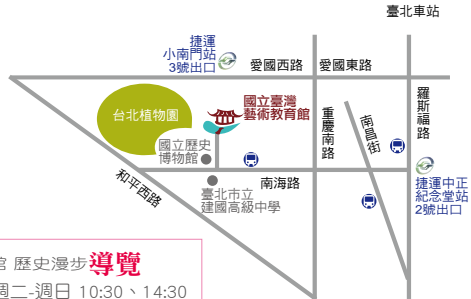 臺北車站
捷運
小南門站
3號出口
愛國西路
愛國東路
國立臺灣
藝術教育館
台北植物園
重慶南路
南昌街
羅斯福路
國立歷史
博物館
南海路
和平西路
臺北市立
建國高級中學
捷運中正
紀念堂站
2號出口
館 歷史漫步導覽
週二-週日 10:30、14:30